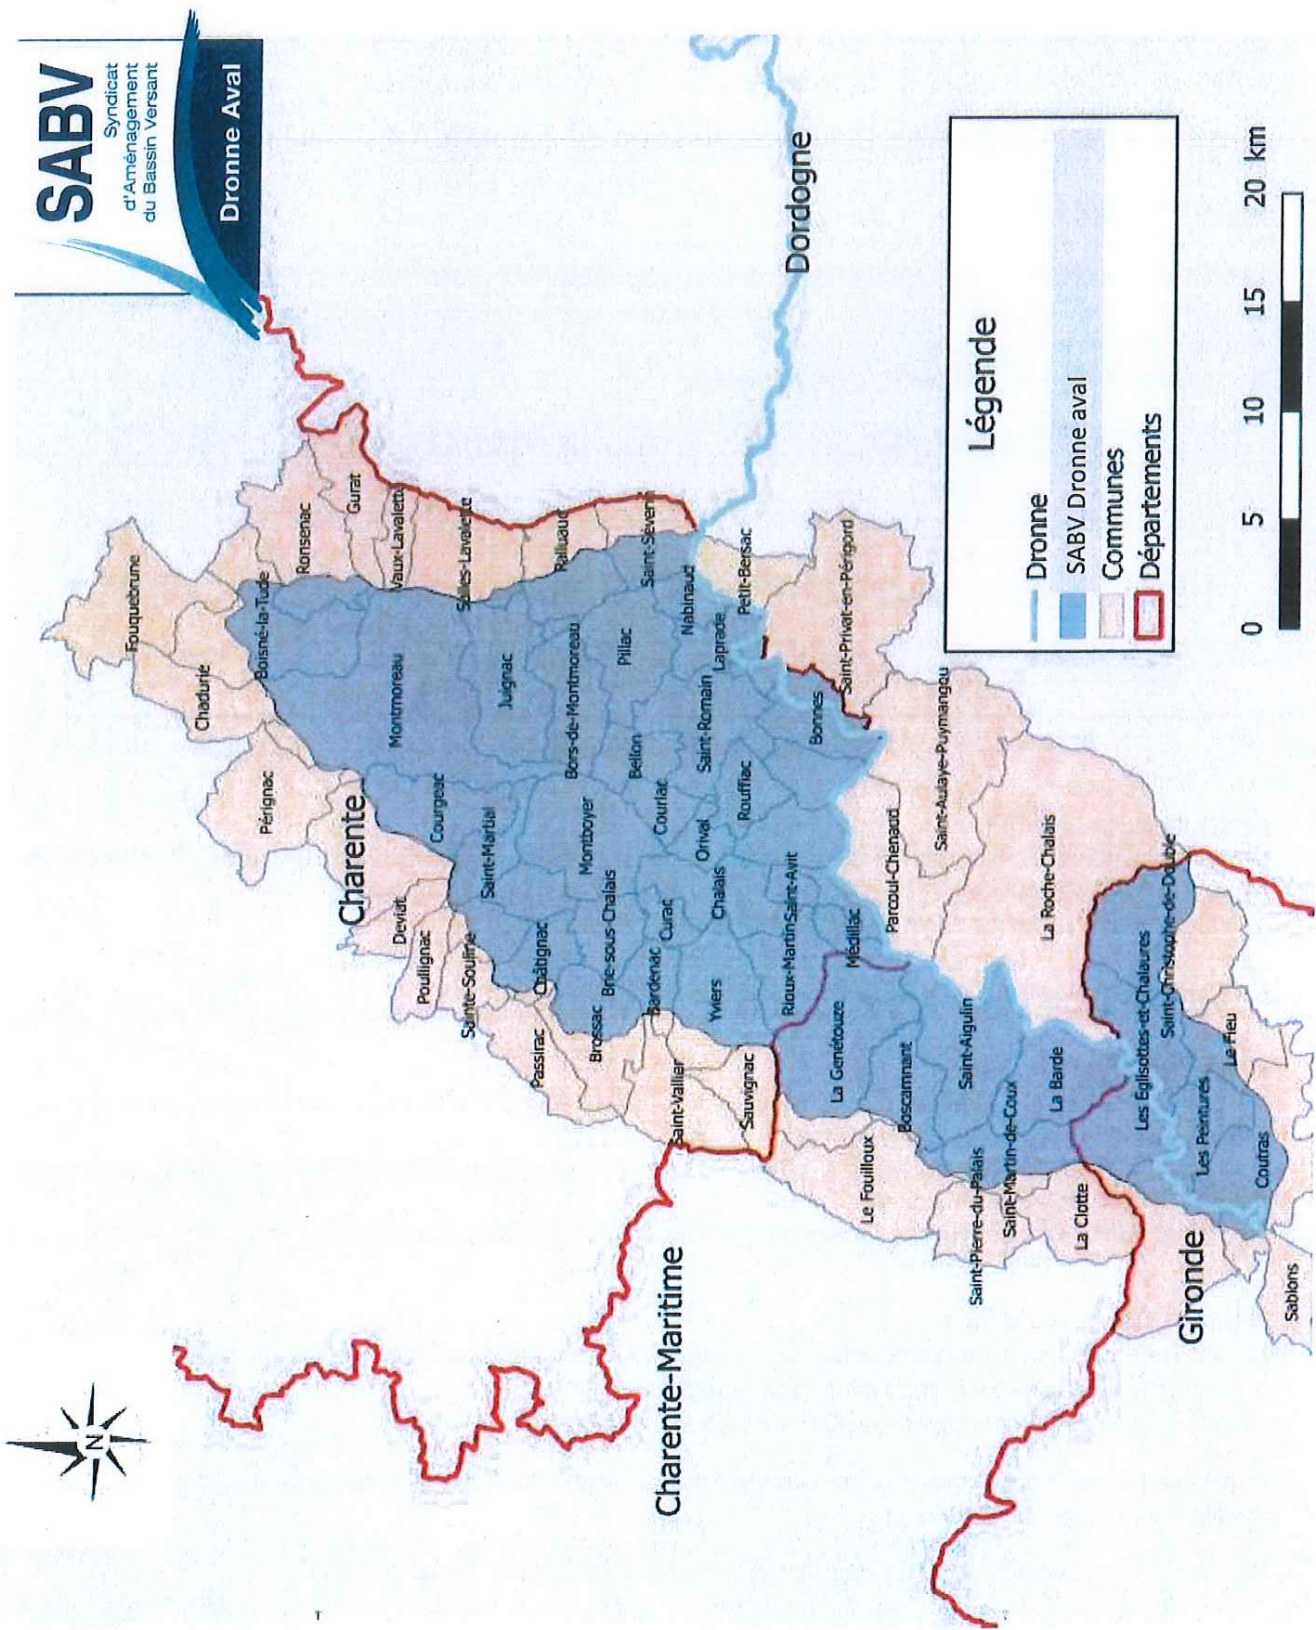 SABV
Syndicat
d'Aménagement
du Bassin Versant
Dronne Aval
N
Fouquebrune
Chadurie
Boisné-la-Tude
Ronsenac
Pérignac
Gurat
Charente
Montmoreau
Vaux-Lavalette
Deviat
Courgeac
Poullignac
Salles-Lavalette
Sainte-Souline
Saint-Martial
Juignac
Passirac
Châtignac
Montboyer
Bors-de-Montmoreau
Palluaud
Brossac
Brie-sous-Chalais
Bellon
Pillac
Saint-Séverin
Saint-Vallier
Bardenac
Curac
Courlac
Nabinaud
Charente-Maritime
Sauvignac
Yviers
Chalais
Orival
Saint-Romain
Laprade
Rouffiac
Petit-Bersac
Dordogne
Rioux-Martin
Saint-Avit
Bonnes
La Genétouze
Médillac
Saint-Privat-en-Périgord
Le Fouilloux
Boscamnant
Parcoul-Chenaud
Saint-Aulaye-Puymangou
Saint-Pierre-du-Palais
Saint-Aigulin
Saint-Martin-de-Coux
La Barde
La Roche-Chalais
La Clotte
Les Eglisottes-et-Chalaures
Saint-Christophe-de-Double
Gironde
Les Peintures
Le Fieu
Coutras
Sablons
Légende
Dronne
SABV Dronne aval
Communes
Départements
0 5 10 15 20 km